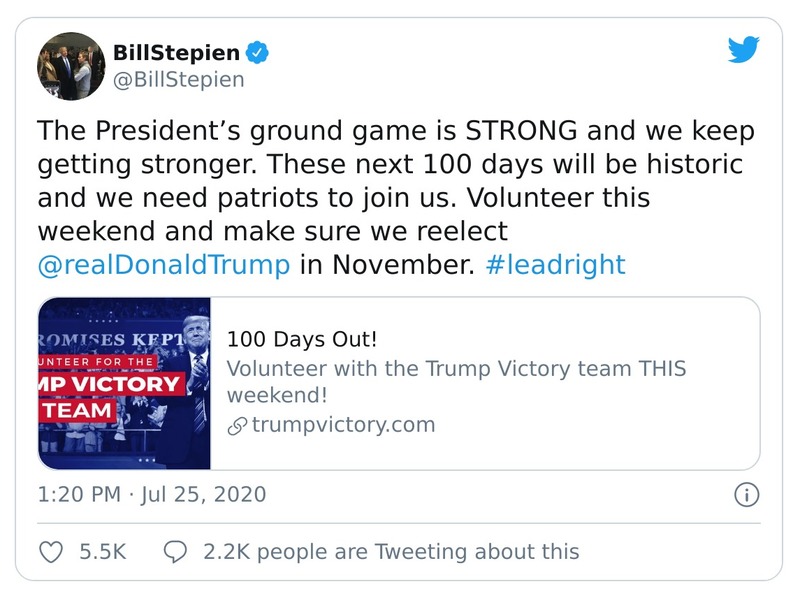 BillStepien
@BillStepien
The President’s ground game is STRONG and we keep
getting stronger. These next 100 days will be historic
and we need patriots to join us. Volunteer this
weekend and make sure we reelect
@realDonaldTrump in November. #leadright
ROMISES KEPT
UNTEER FOR THE
MP VICTORY
TEAM
100 Days Out!
Volunteer with the Trump Victory team THIS
weekend!
trumpvictory.com
1:20 PM · Jul 25, 2020
5.5K 2.2K people are Tweeting about this